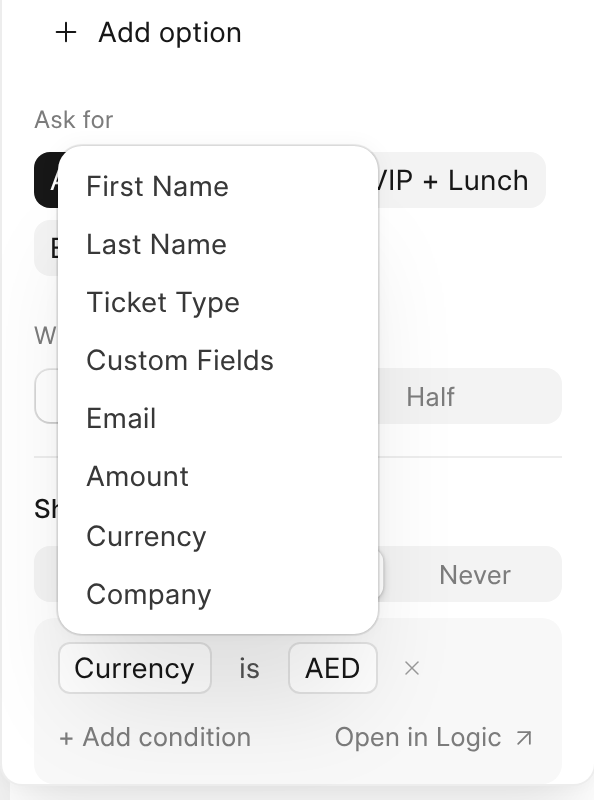 + Add option
Ask for
VIP + Lunch
First Name
Last Name
Ticket Type
Custom Fields
Email
Amount
Currency
Company
Half
Never
Currency is AED ×
+ Add condition Open in Logic ↗